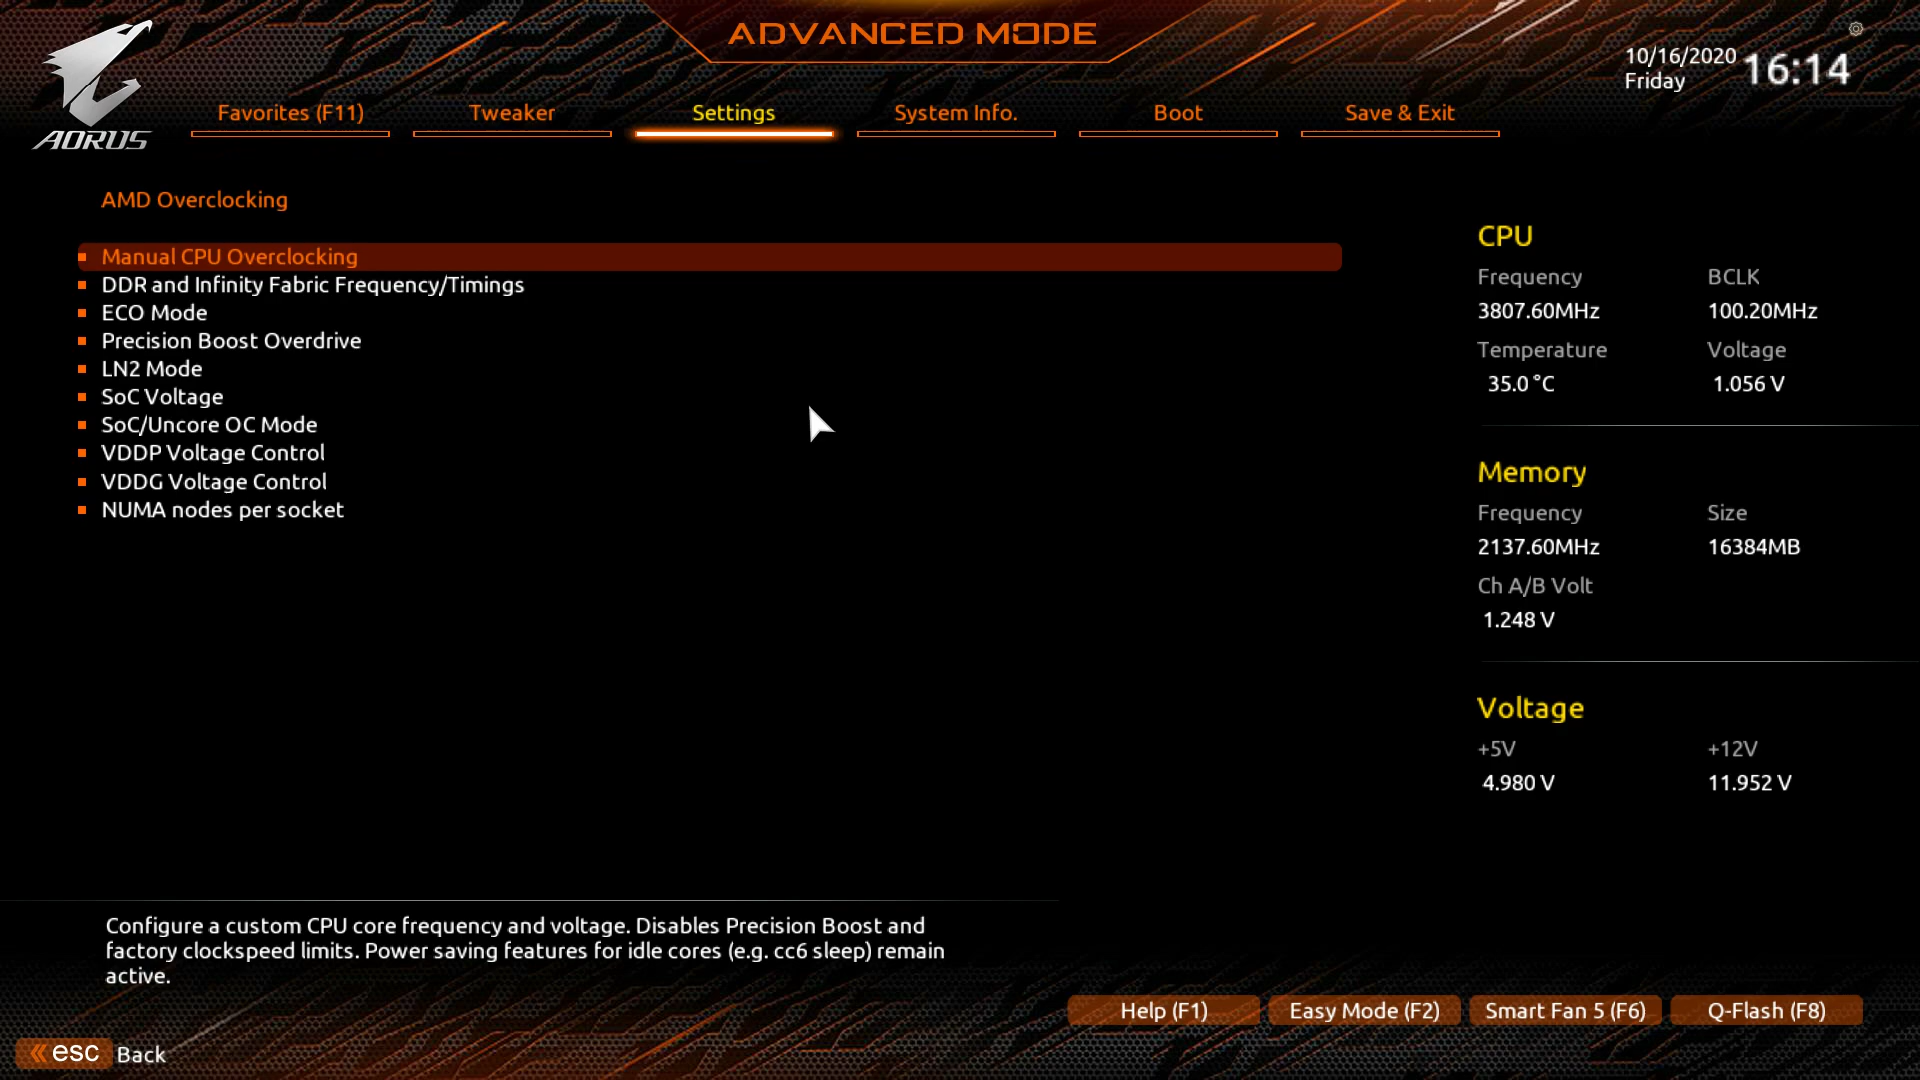 ADVANCED MODE
10/16/2020
Friday
16:14
AORUS
Favorites (F11)
Tweaker
Settings
System Info.
Boot
Save & Exit
AMD Overclocking
Manual CPU Overclocking
DDR and Infinity Fabric Frequency/Timings
ECO Mode
Precision Boost Overdrive
LN2 Mode
SoC Voltage
SoC/Uncore OC Mode
VDDP Voltage Control
VDDG Voltage Control
NUMA nodes per socket
CPU
Frequency BCLK
3807.60MHz 100.20MHz
Temperature Voltage
35.0 °C 1.056 V
Memory
Frequency Size
2137.60MHz 16384MB
Ch A/B Volt
1.248 V
Voltage
+5V +12V
4.980 V 11.952 V
Configure a custom CPU core frequency and voltage. Disables Precision Boost and
factory clockspeed limits. Power saving features for idle cores (e.g. cc6 sleep) remain
active.
Help (F1)
Easy Mode (F2)
Smart Fan 5 (F6)
Q-Flash (F8)
esc Back